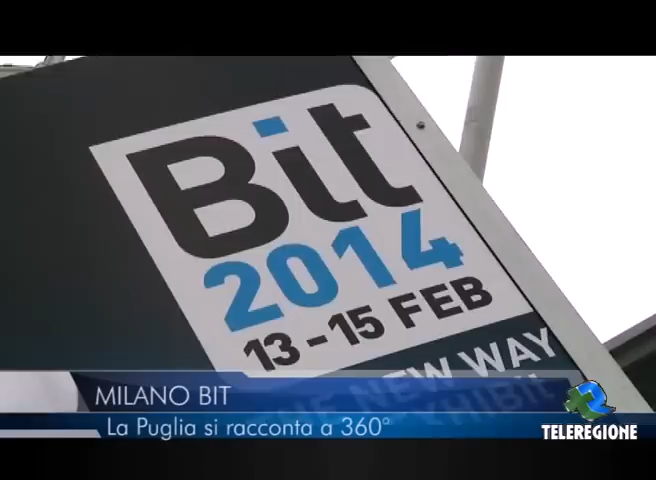 Bit
2014
13-15 FEB
NEW WAY
MILANO BIT
La Puglia si racconta a 360°
TELEREGIONE